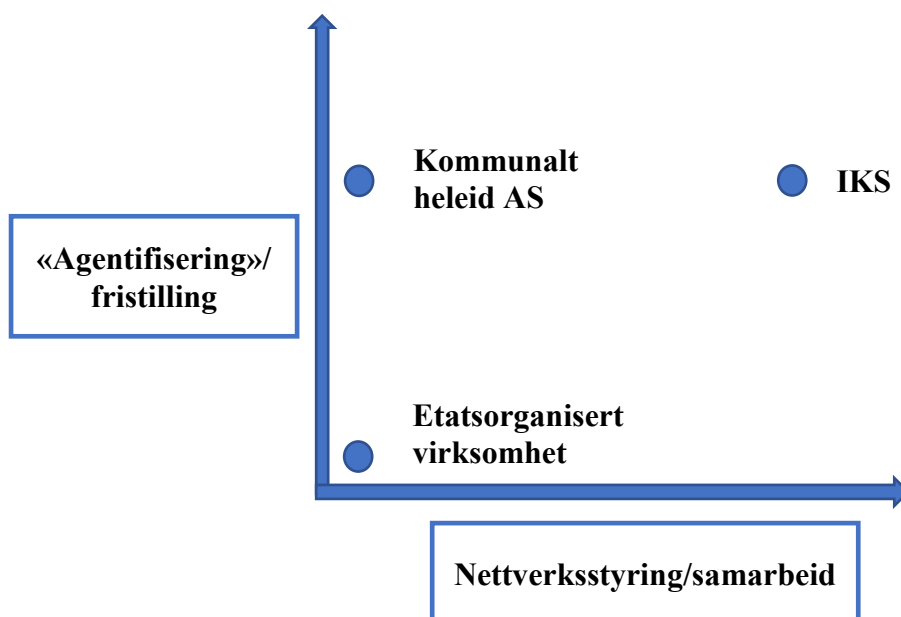 Kommunalt
heleid AS
IKS
«Agentifisering»/
fristilling
Etatsorganisert
virksomhet
Nettverksstyring/samarbeid